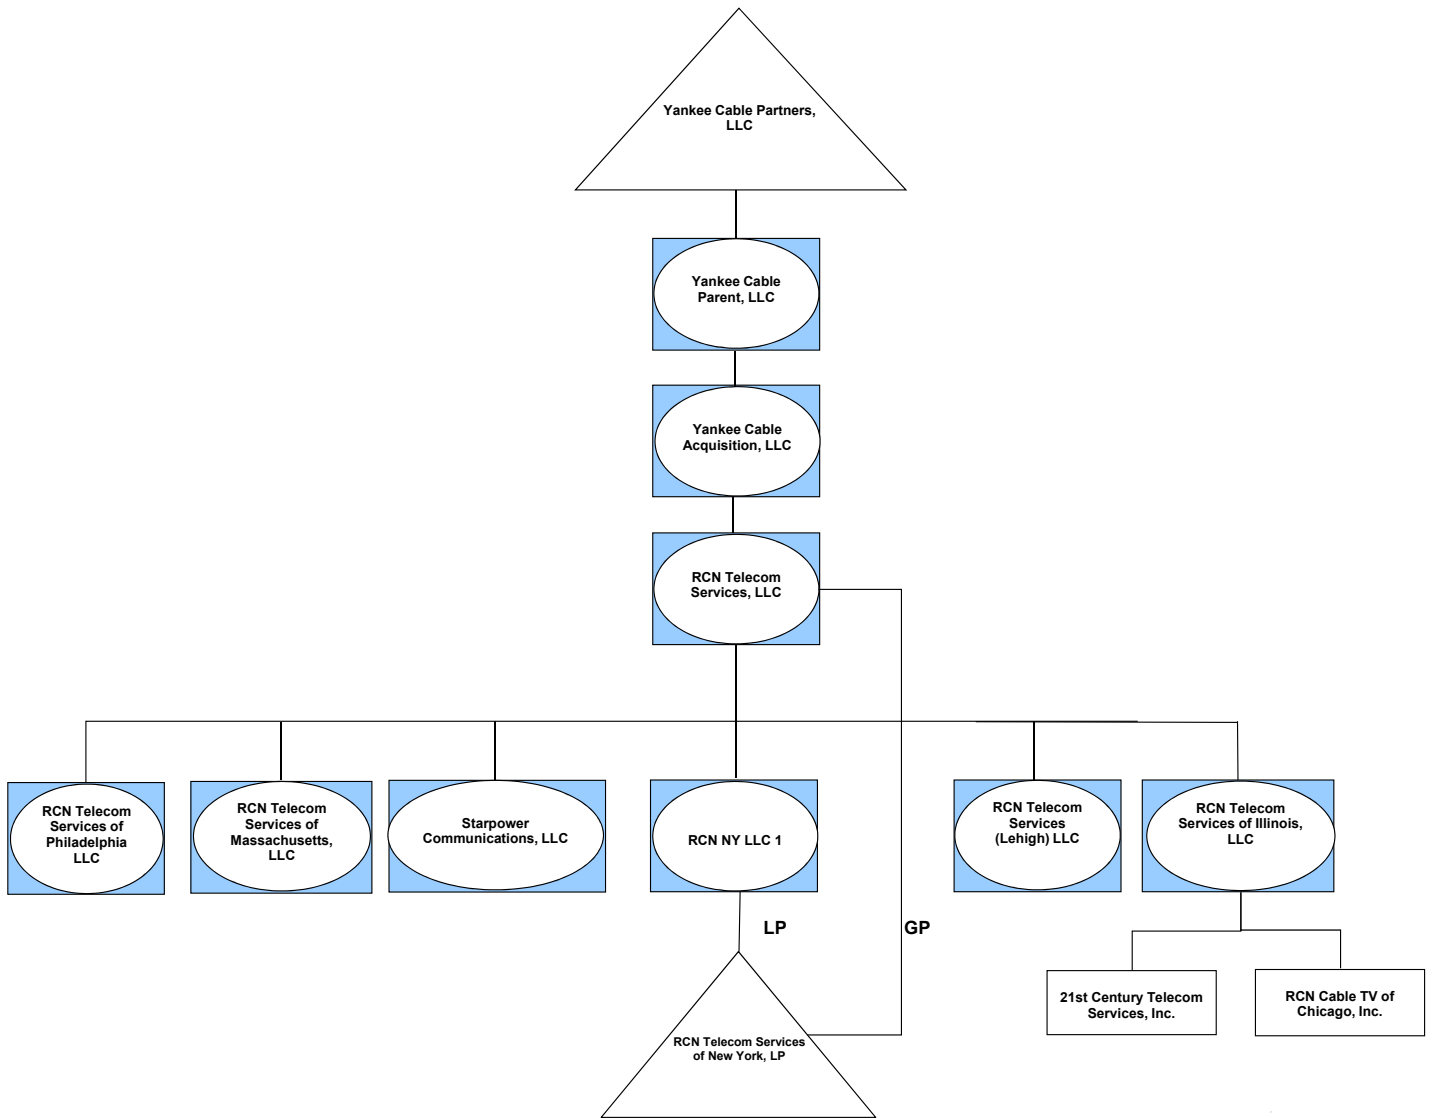 Yankee Cable Partners,
LLC
Yankee Cable
Parent, LLC
Yankee Cable
Acquisition, LLC
RCN Telecom
Services, LLC
RCN Telecom
Services of
Philadelphia
LLC
RCN Telecom
Services of
Massachusetts,
LLC
Starpower
Communications, LLC
RCN NY LLC 1
RCN Telecom
Services
(Lehigh) LLC
RCN Telecom
Services of Illinois,
LLC
LP
GP
21st Century Telecom
Services, Inc.
RCN Cable TV of
Chicago, Inc.
RCN Telecom Services
of New York, LP